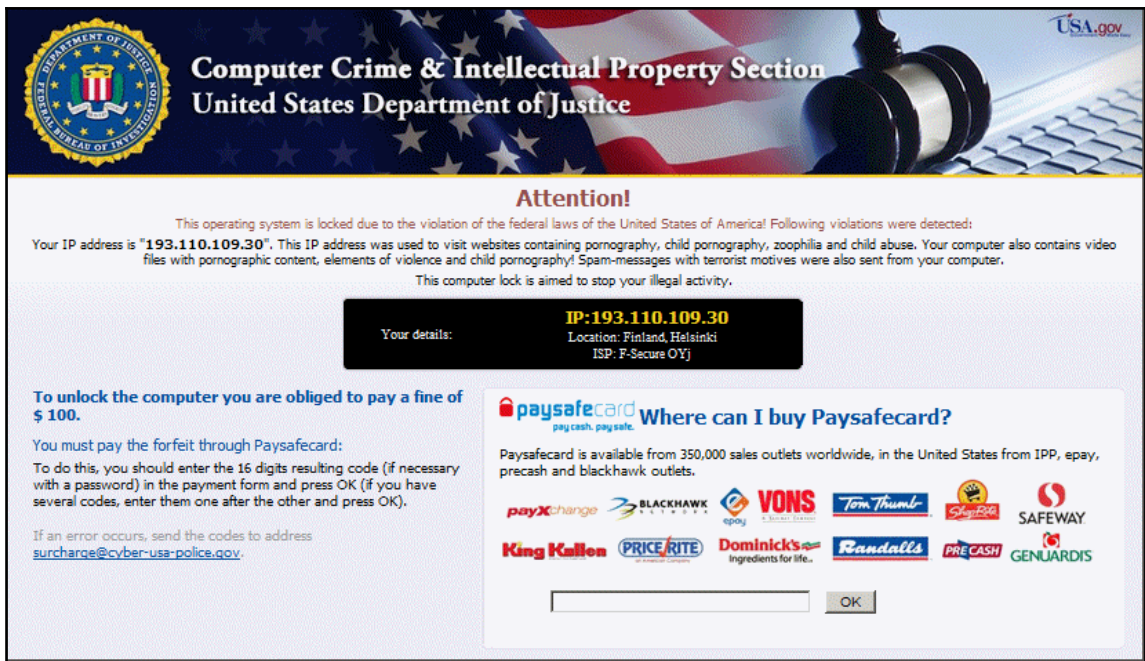 DEPARTMENT OF JUSTICE
FEDERAL BUREAU OF INVESTIGATION
USA.gov
Computer Crime & Intellectual Property Section
United States Department of Justice
Attention!
This operating system is locked due to the violation of the federal laws of the United States of America! Following violations were detected:
Your IP address is "193.110.109.30". This IP address was used to visit websites containing pornography, child pornography, zoophilia and child abuse. Your computer also contains video
files with pornographic content, elements of violence and child pornography! Spam-messages with terrorist motives were also sent from your computer.
This computer lock is aimed to stop your illegal activity.
Your details:
IP:193.110.109.30
Location: Finland, Helsinki
ISP: F-Secure OYj
To unlock the computer you are obliged to pay a fine of
$ 100.
You must pay the forfeit through Paysafecard:
To do this, you should enter the 16 digits resulting code (if necessary
with a password) in the payment form and press OK (if you have
several codes, enter them one after the other and press OK).
If an error occurs, send the codes to address
surcharge@cyber-usa-police.gov.
paysafecard
pay cash. pay safe.
Where can I buy Paysafecard?
Paysafecard is available from 350,000 sales outlets worldwide, in the United States from IPP, epay,
precash and blackhawk outlets.
payXchange
BLACKHAWK
NETWORK
epay
VONS
Tom Thumb
ShopRite
SAFEWAY
King Kullen
PRICE RITE
Dominick's
Ingredients for life..
Randalls
PRECASH
GENUARDI'S
OK